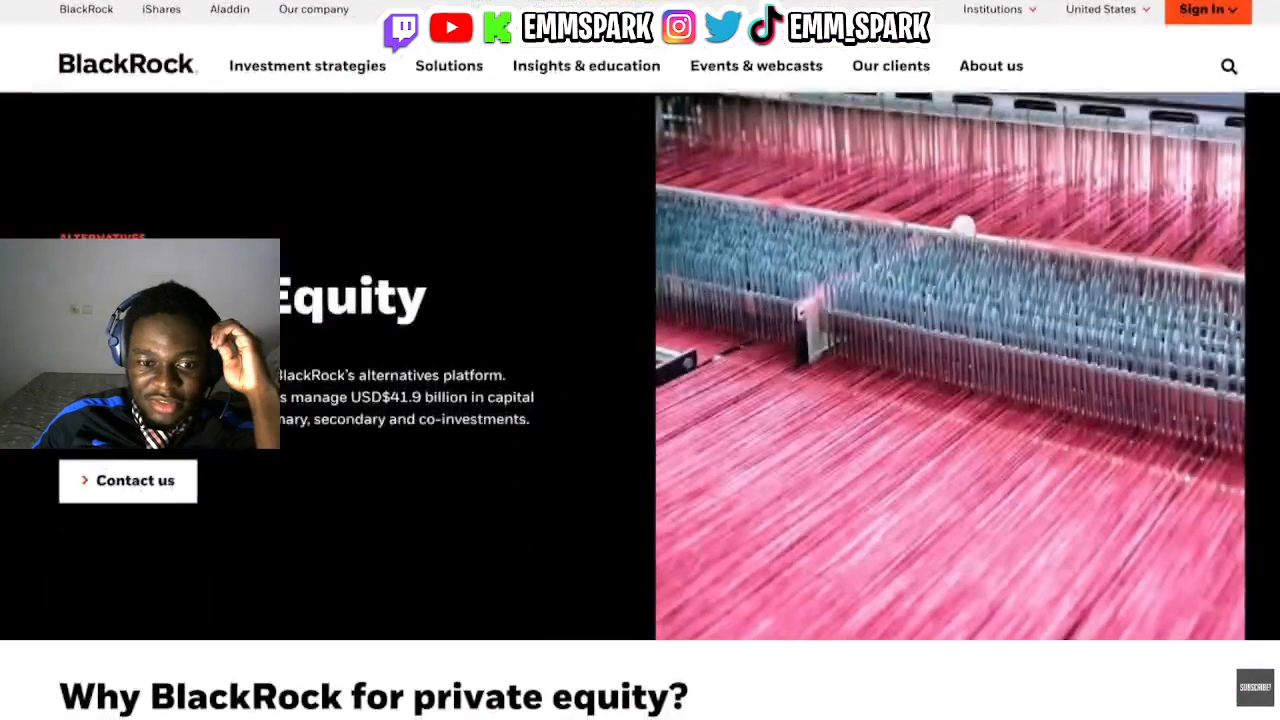 EMMSPARK EMM_SPARK
BlackRock iShares Aladdin Our company Institutions United States Sign In
BlackRock Investment strategies Solutions Insights & education Events & webcasts Our clients About us
ALTERNATIVES
Equity
BlackRock's alternatives platform.
manage USD$41.9 billion in capital
secondary and co-investments.
Contact us
Why BlackRock for private equity?
SUBSCRIBE!